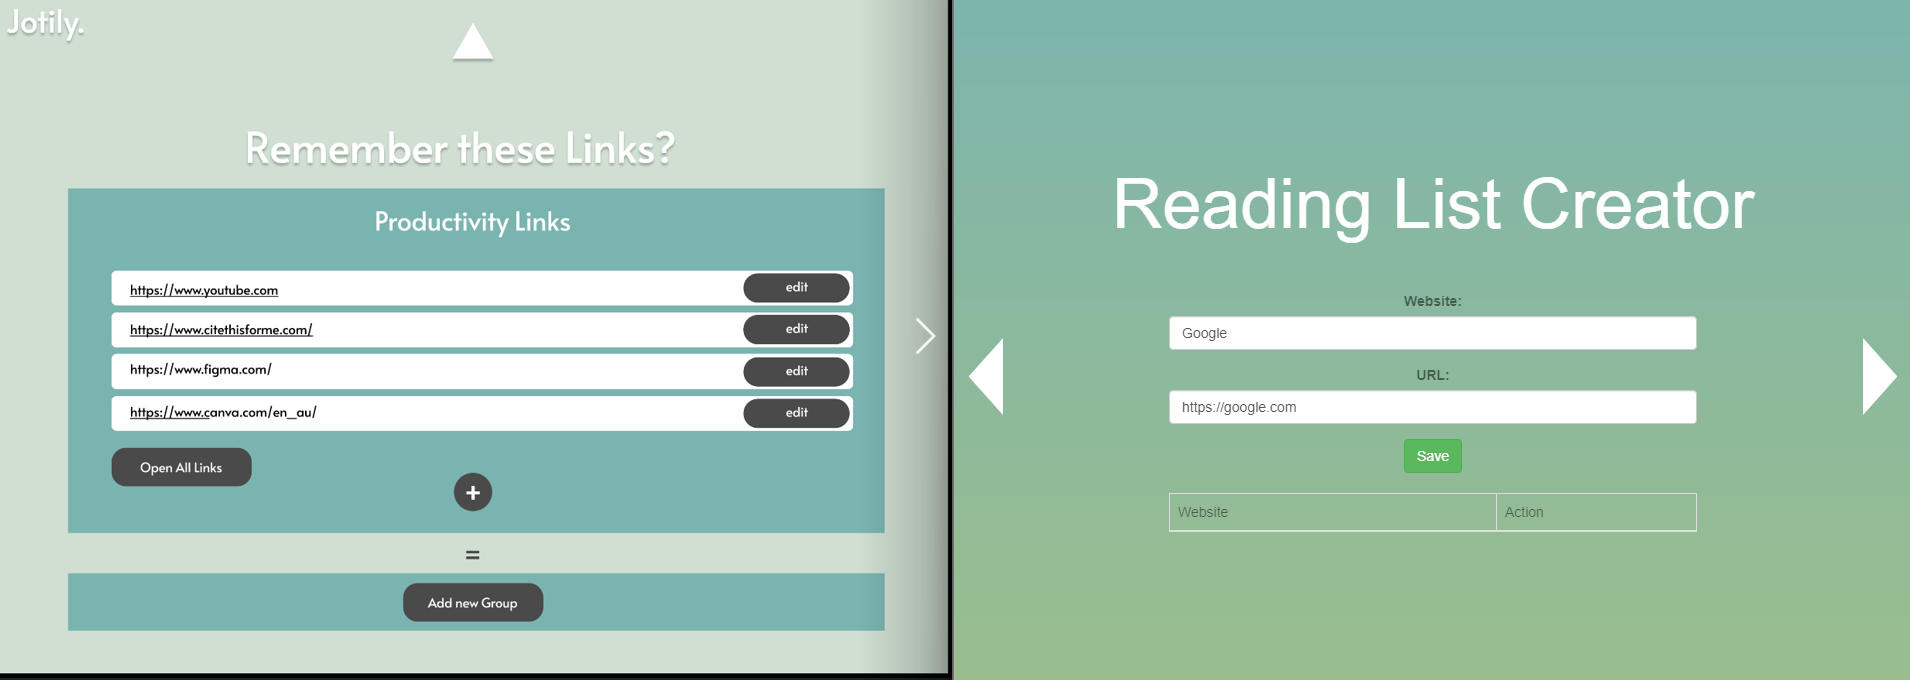 Jotily.
Remember these Links?
Productivity Links
https://www.youtube.com edit
https://www.citethisforme.com/ edit
https://www.figma.com/ edit
https://www.canva.com/en_au/ edit
Open All Links
+
=
Add new Group
Reading List Creator
Website:
Google
URL:
https://google.com
Save
Website Action